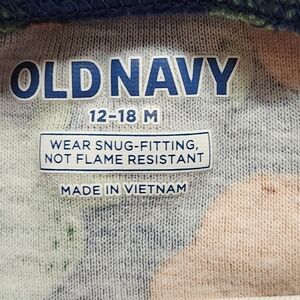 OLD NAVY
12-18 M
WEAR SNUG-FITTING,
NOT FLAME RESISTANT
MADE IN VIETNAM